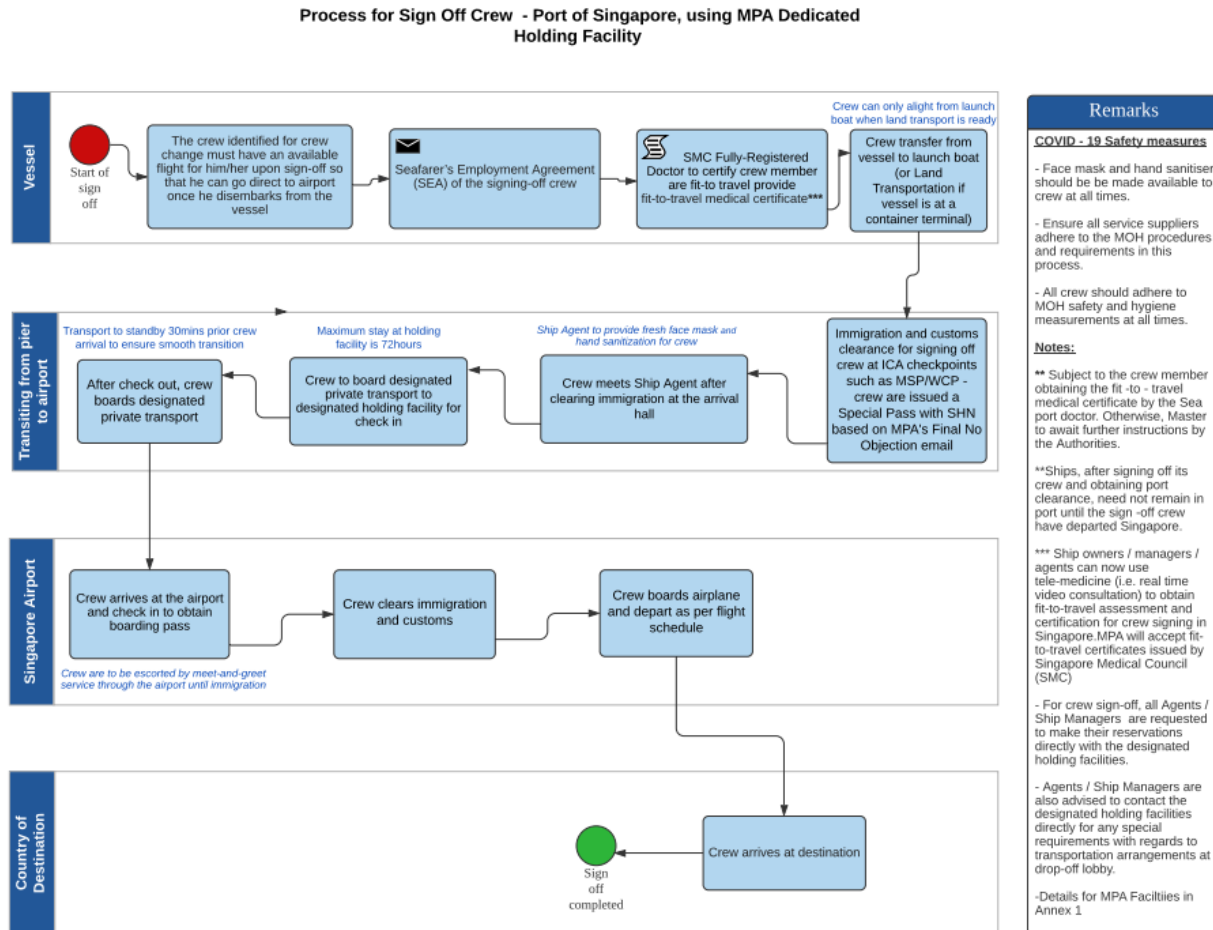 Process for Sign Off Crew  - Port of Singapore, using MPA Dedicated
Holding Facility
Vessel
Start of
sign
off
The crew identified for crew
change must have an available
flight for him/her upon sign-off so
that he can go direct to airport
once he disembarks from the
vessel
Seafarer's Employment Agreement
(SEA) of the signing-off crew
SMC Fully-Registered
Doctor to certify crew member
are fit-to travel provide
fit-to-travel medical certificate***
Crew can only alight from launch
boat when land transport is ready
Crew transfer from
vessel to launch boat
(or Land
Transportation if
vessel is at a
container terminal)
Transiting from pier
to airport
Immigration and customs
clearance for signing off
crew at ICA checkpoints
such as MSP/WCP -
crew are issued a
Special Pass with SHN
based on MPA's Final No
Objection email
Ship Agent to provide fresh face mask and
hand sanitization for crew
Crew meets Ship Agent after
clearing immigration at the arrival
hall
Maximum stay at holding
facility is 72hours
Crew to board designated
private transport to
designated holding facility for
check in
Transport to standby 30mins prior crew
arrival to ensure smooth transition
After check out, crew
boards designated
private transport
Singapore Airport
Crew arrives at the airport
and check in to obtain
boarding pass
Crew are to be escorted by meet-and-greet
service through the airport until immigration
Crew clears immigration
and customs
Crew boards airplane
and depart as per flight
schedule
Country of
Destination
Crew arrives at destination
Sign
off
completed
Remarks
COVID - 19 Safety measures
- Face mask and hand sanitiser
should be be made available to
crew at all times.
- Ensure all service suppliers
adhere to the MOH procedures
and requirements in this
process.
- All crew should adhere to
MOH safety and hygiene
measurements at all times.
Notes:
** Subject to the crew member
obtaining the fit -to - travel
medical certificate by the Sea
port doctor. Otherwise, Master
to await further instructions by
the Authorities.
**Ships, after signing off its
crew and obtaining port
clearance, need not remain in
port until the sign -off crew
have departed Singapore.
*** Ship owners / managers /
agents can now use
tele-medicine (i.e. real time
video consultation) to obtain
fit-to-travel assessment and
certification for crew signing in
Singapore.MPA will accept fit-
to-travel certificates issued by
Singapore Medical Council
(SMC)
- For crew sign-off, all Agents /
Ship Managers  are requested
to make their reservations
directly with the designated
holding facilities.
- Agents / Ship Managers are
also advised to contact the
designated holding facilities
directly for any special
requirements with regards to
transportation arrangements at
drop-off lobby.
-Details for MPA Faciltiies in
Annex 1